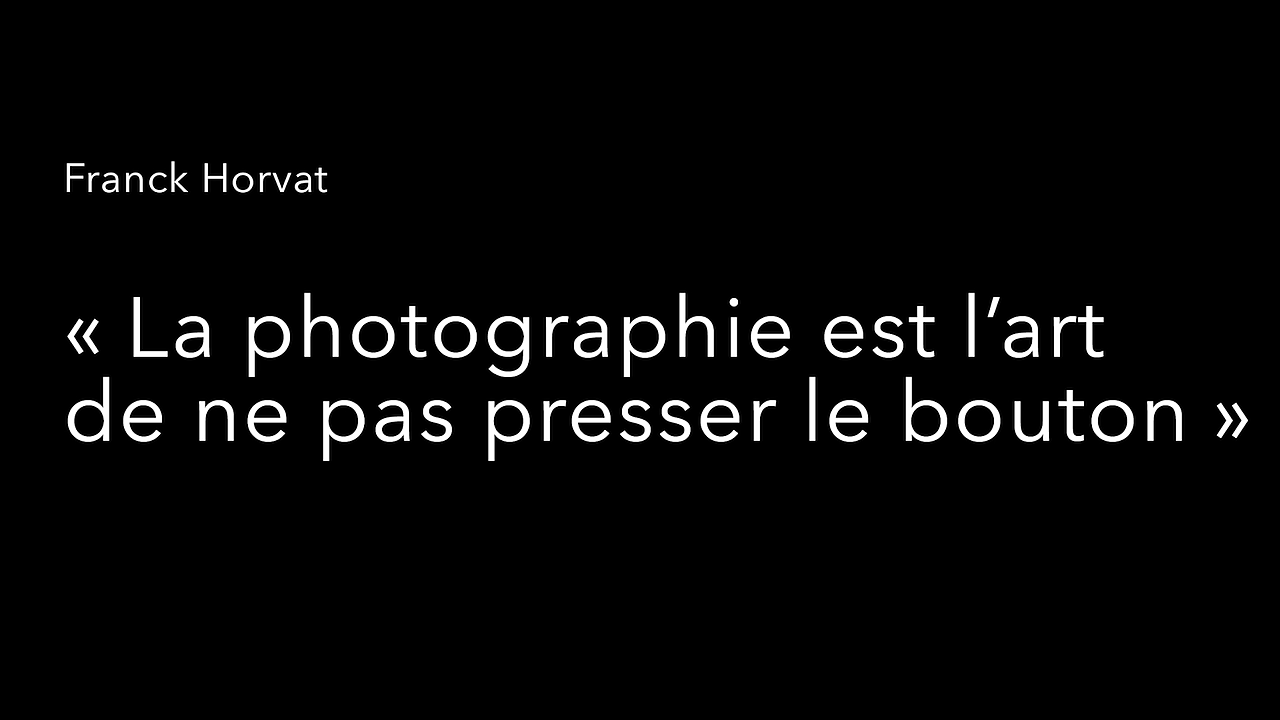 Franck Horvat
« La photographie est l’art
de ne pas presser le bouton »